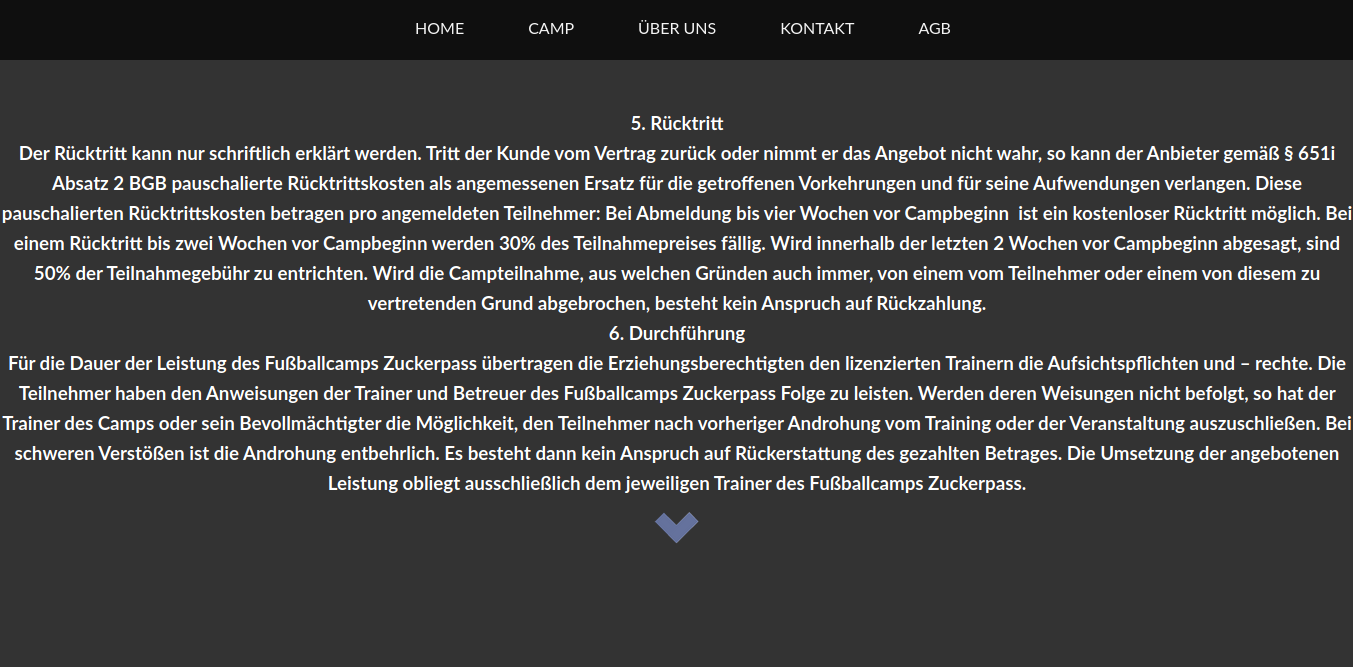 HOME CAMP ÜBER UNS KONTAKT AGB
5. Rücktritt
Der Rücktritt kann nur schriftlich erklärt werden. Tritt der Kunde vom Vertrag zurück oder nimmt er das Angebot nicht wahr, so kann der Anbieter gemäß § 651i
Absatz 2 BGB pauschalierte Rücktrittskosten als angemessenen Ersatz für die getroffenen Vorkehrungen und für seine Aufwendungen verlangen. Diese
pauschalierten Rücktrittskosten betragen pro angemeldeten Teilnehmer: Bei Abmeldung bis vier Wochen vor Campbeginn  ist ein kostenloser Rücktritt möglich. Bei
einem Rücktritt bis zwei Wochen vor Campbeginn werden 30% des Teilnahmepreises fällig. Wird innerhalb der letzten 2 Wochen vor Campbeginn abgesagt, sind
50% der Teilnahmegebühr zu entrichten. Wird die Campteilnahme, aus welchen Gründen auch immer, von einem vom Teilnehmer oder einem von diesem zu
vertretenden Grund abgebrochen, besteht kein Anspruch auf Rückzahlung.
6. Durchführung
Für die Dauer der Leistung des Fußballcamps Zuckerpass übertragen die Erziehungsberechtigten den lizenzierten Trainern die Aufsichtspflichten und – rechte. Die
Teilnehmer haben den Anweisungen der Trainer und Betreuer des Fußballcamps Zuckerpass Folge zu leisten. Werden deren Weisungen nicht befolgt, so hat der
Trainer des Camps oder sein Bevollmächtigter die Möglichkeit, den Teilnehmer nach vorheriger Androhung vom Training oder der Veranstaltung auszuschließen. Bei
schweren Verstößen ist die Androhung entbehrlich. Es besteht dann kein Anspruch auf Rückerstattung des gezahlten Betrages. Die Umsetzung der angebotenen
Leistung obliegt ausschließlich dem jeweiligen Trainer des Fußballcamps Zuckerpass.